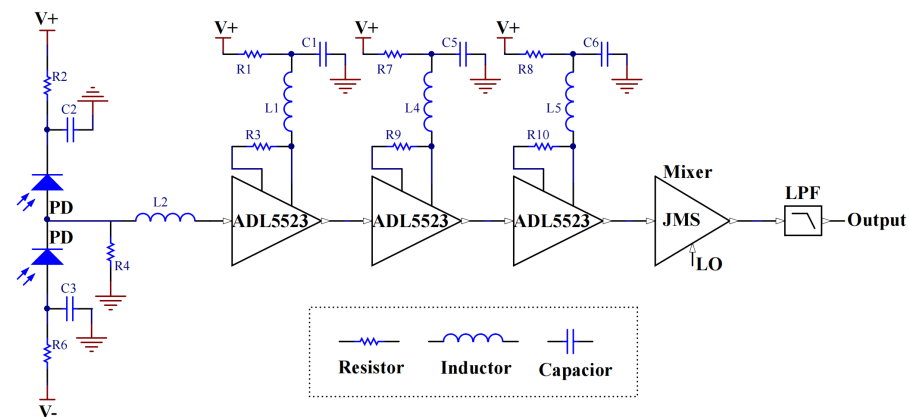 V+
V+
V+
V+
R2
C2
PD
PD
C3
R6
V-
R4
L2
R1
C1
L1
R3
ADL5523
R7
C5
L4
R9
ADL5523
R8
C6
L5
R10
ADL5523
Mixer
JMS
LO
LPF
Output
Resistor
Inductor
Capacior